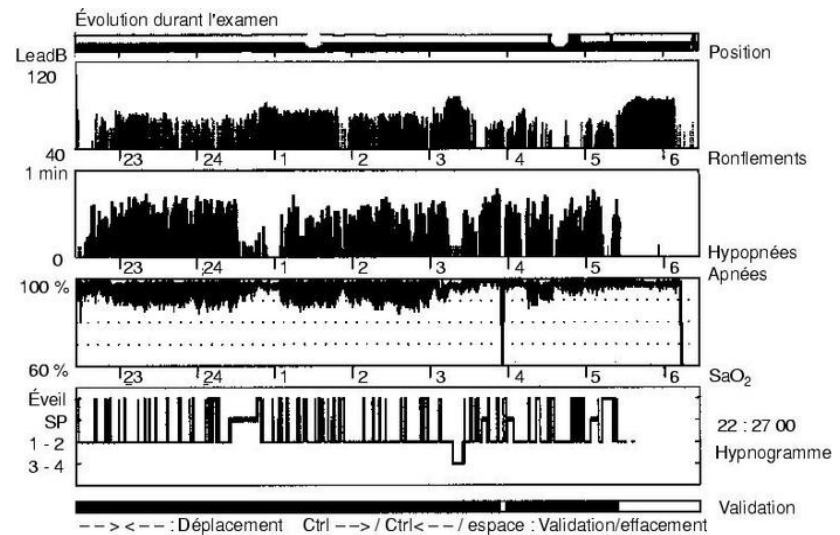 Évolution durant l'examen
Position
LeadB
120
40
23 24 1 2 3 4 5 6
Ronflements
1 min
0
23 24 1 2 3 4 5 6
Hypopnées
Apnées
100 %
60 %
23 24 1 2 3 4 5 6
SaO2
Éveil
SP
1 - 2
3 - 4
22 : 27 00
Hypnogramme
Validation
– – > < – – : Déplacement Ctrl – – > / Ctrl < – – / espace : Validation/effacement